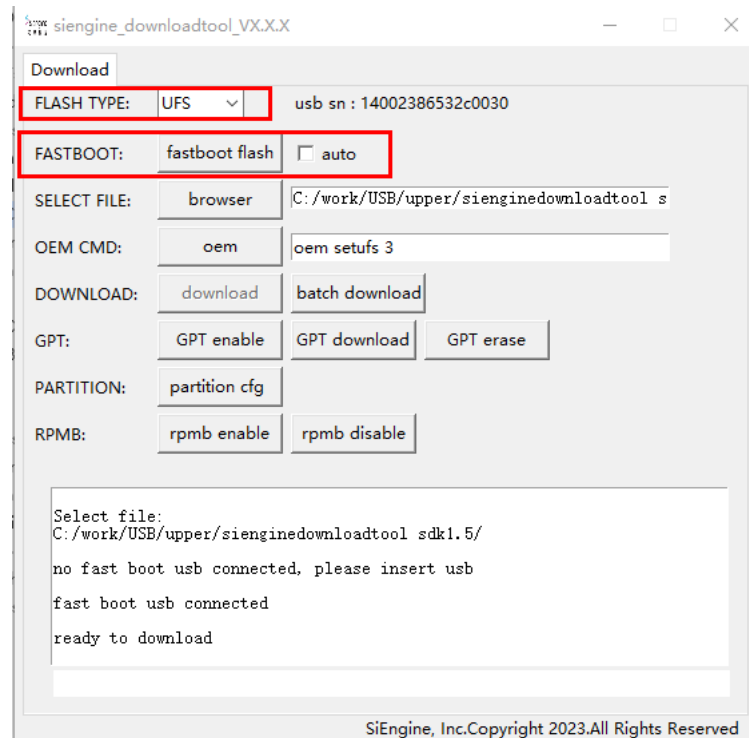 siengine_downloadtool_VX.X.X
Download
FLASH TYPE: UFS usb sn : 14002386532c0030
FASTBOOT: fastboot flash auto
SELECT FILE: browser C:/work/USB/upper/sienginedownloadtool s
OEM CMD: oem oem setufs 3
DOWNLOAD: download batch download
GPT: GPT enable GPT download GPT erase
PARTITION: partition cfg
RPMB: rpmb enable rpmb disable
Select file:
C:/work/USB/upper/sienginedownloadtool sdk1.5/
no fast boot usb connected, please insert usb
fast boot usb connected
ready to download
SiEngine, Inc.Copyright 2023.All Rights Reserved